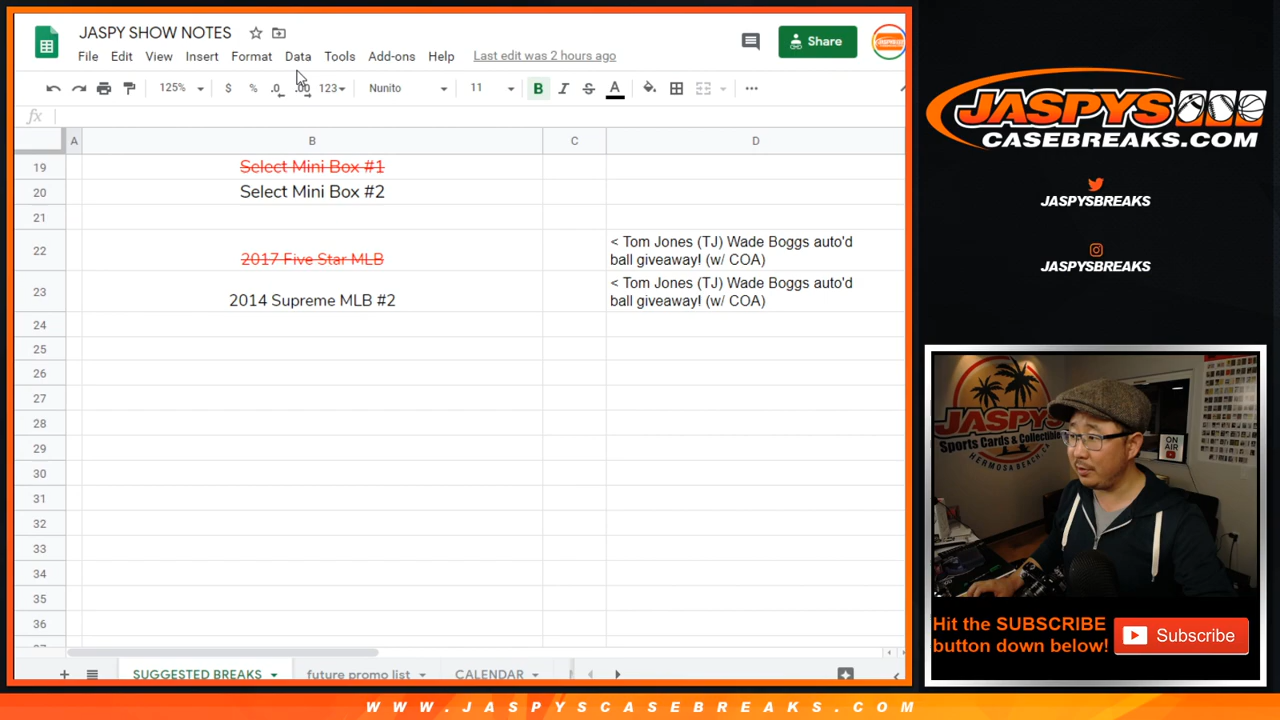 JASPY SHOW NOTES
File Edit View Insert Format Data Tools Add-ons Help Last edit was 2 hours ago
Share
125% $ % .0 .00 123 Nunito 11 B I S A
fx
A B C D
19 Select Mini Box #1
20 Select Mini Box #2
21
22 2017 Five Star MLB < Tom Jones (TJ) Wade Boggs auto'd
ball giveaway! (w/ COA)
23 2014 Supreme MLB #2 < Tom Jones (TJ) Wade Boggs auto'd
ball giveaway! (w/ COA)
24
25
26
27
28
29
30
31
32
33
34
35
36
SUGGESTED BREAKS future promo list CALENDAR
JASPYS
CASEBREAKS.COM
JASPYSBREAKS
JASPYSBREAKS
JASPYS
Sports Cards & Collectibles
HERMOSA BEACH
ON
AIR
Hit the SUBSCRIBE
button down below!
Subscribe
WWW.JASPYSCASEBREAKS.COM